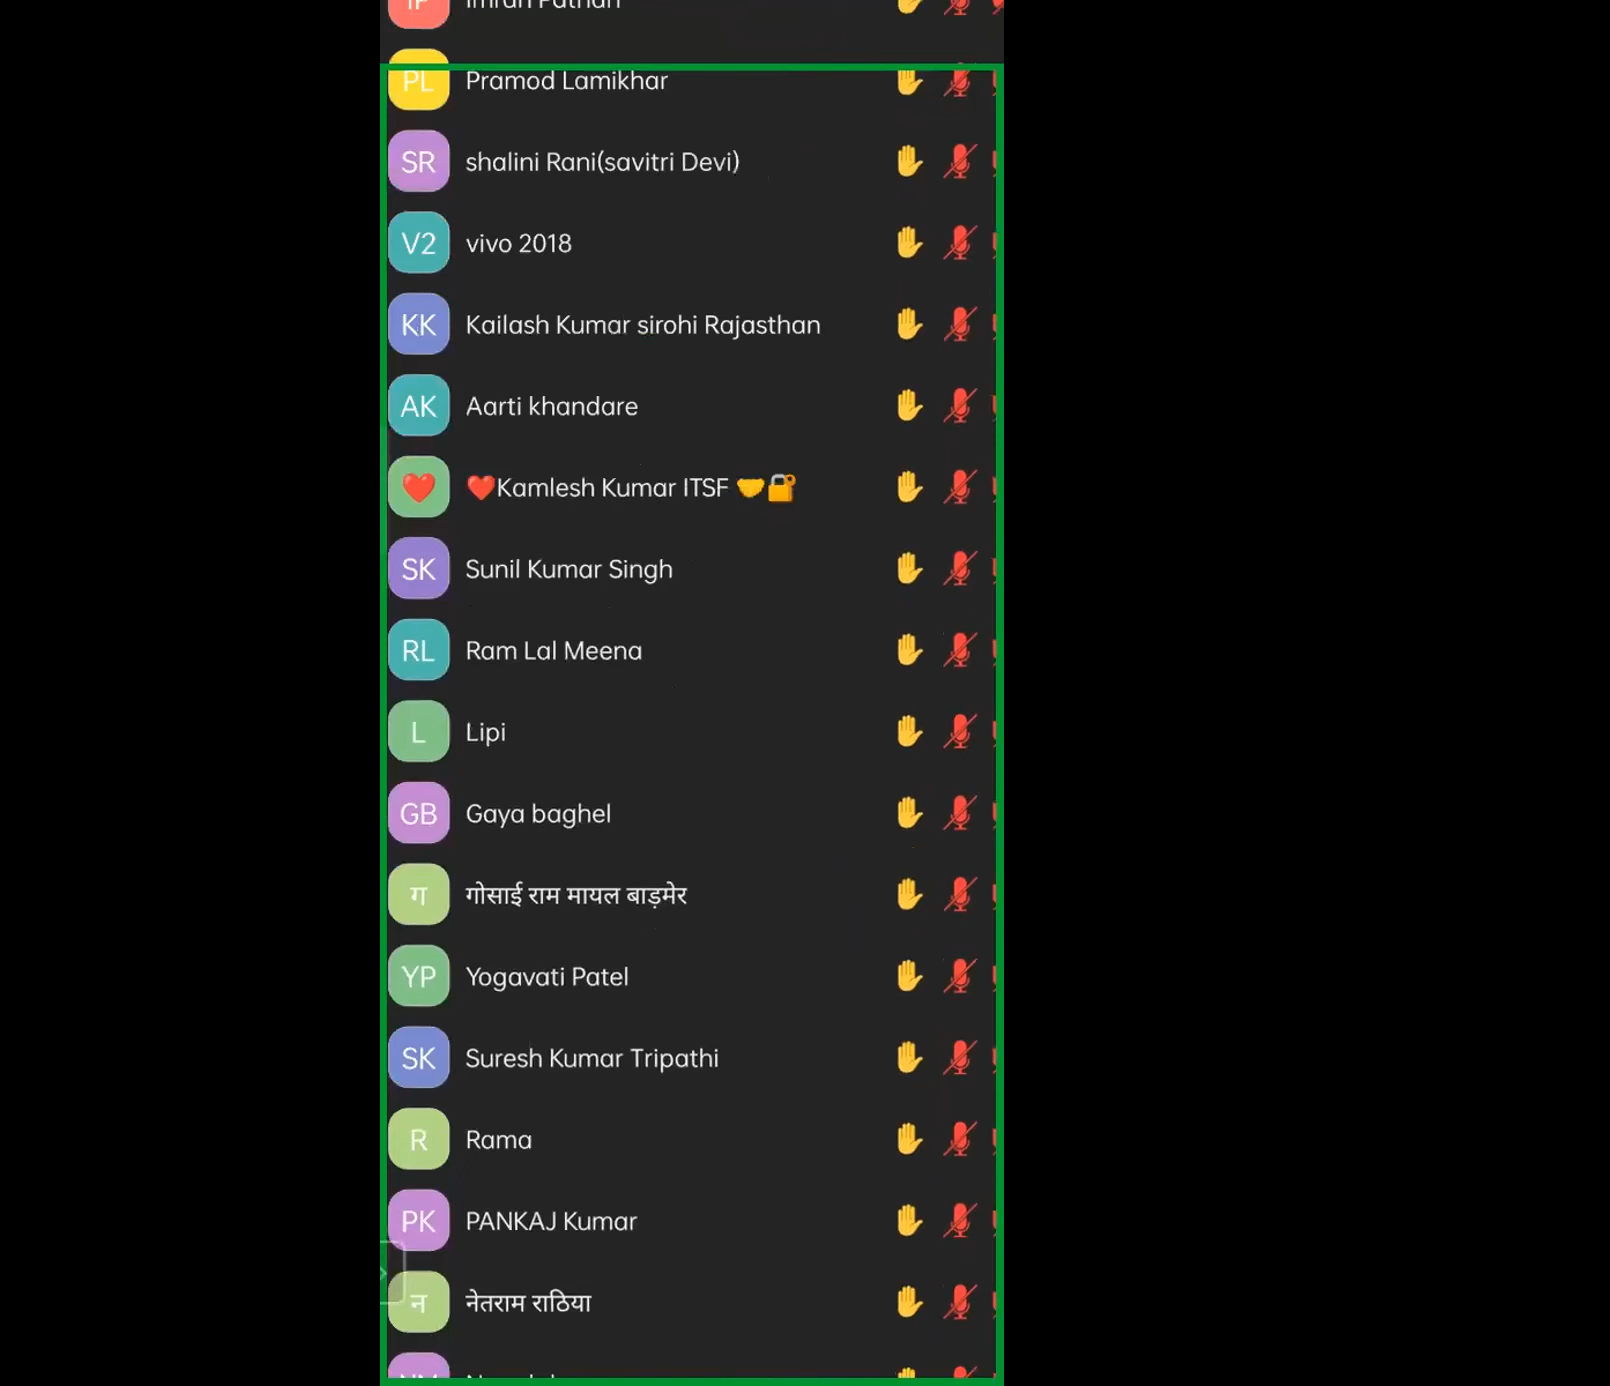 Imran Pathan
PL Pramod Lamikhar
SR shalini Rani(savitri Devi)
V2 vivo 2018
KK Kailash Kumar sirohi Rajasthan
AK Aarti khandare
❤️ ❤️Kamlesh Kumar ITSF 🤝🔐
SK Sunil Kumar Singh
RL Ram Lal Meena
L Lipi
GB Gaya baghel
ग गोसाई राम मायल बाड़मेर
YP Yogavati Patel
SK Suresh Kumar Tripathi
R Rama
PK PANKAJ Kumar
न नेतराम राठिया